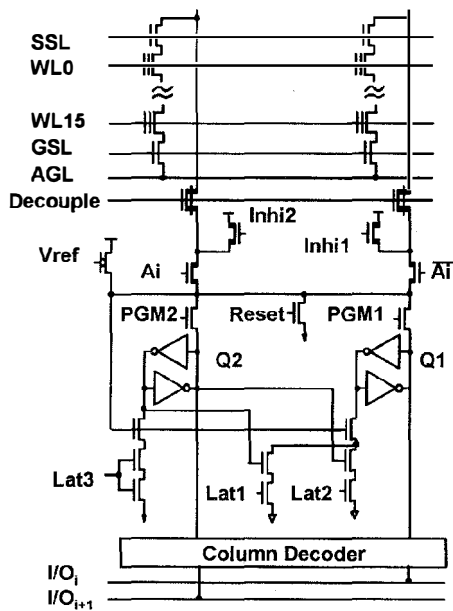 SSL
WL0
WL15
GSL
AGL
Decouple
Inhi2
Vref
Inhi1
Ai
A̅i̅
PGM2
Reset
PGM1
Q2
Q1
Lat3
Lat1
Lat2
Column Decoder
I/Oi
I/Oi+1